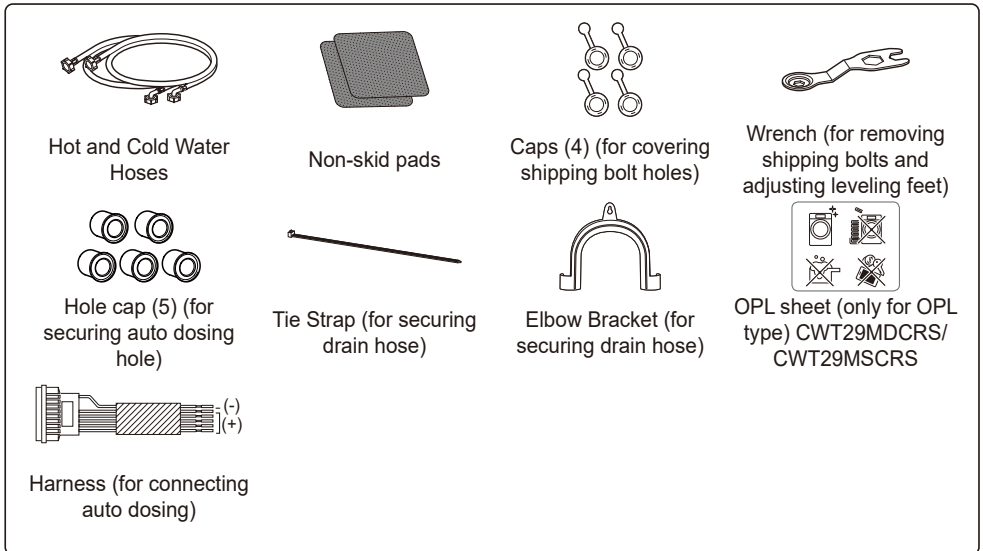 Hot and Cold Water
Hoses
Non-skid pads
Caps (4) (for covering
shipping bolt holes)
Wrench (for removing
shipping bolts and
adjusting leveling feet)
Hole cap (5) (for
securing auto dosing
hole)
Tie Strap (for securing
drain hose)
Elbow Bracket (for
securing drain hose)
OPL sheet (only for OPL
type) CWT29MDCRS/
CWT29MSCRS
(-)
(+)
Harness (for connecting
auto dosing)